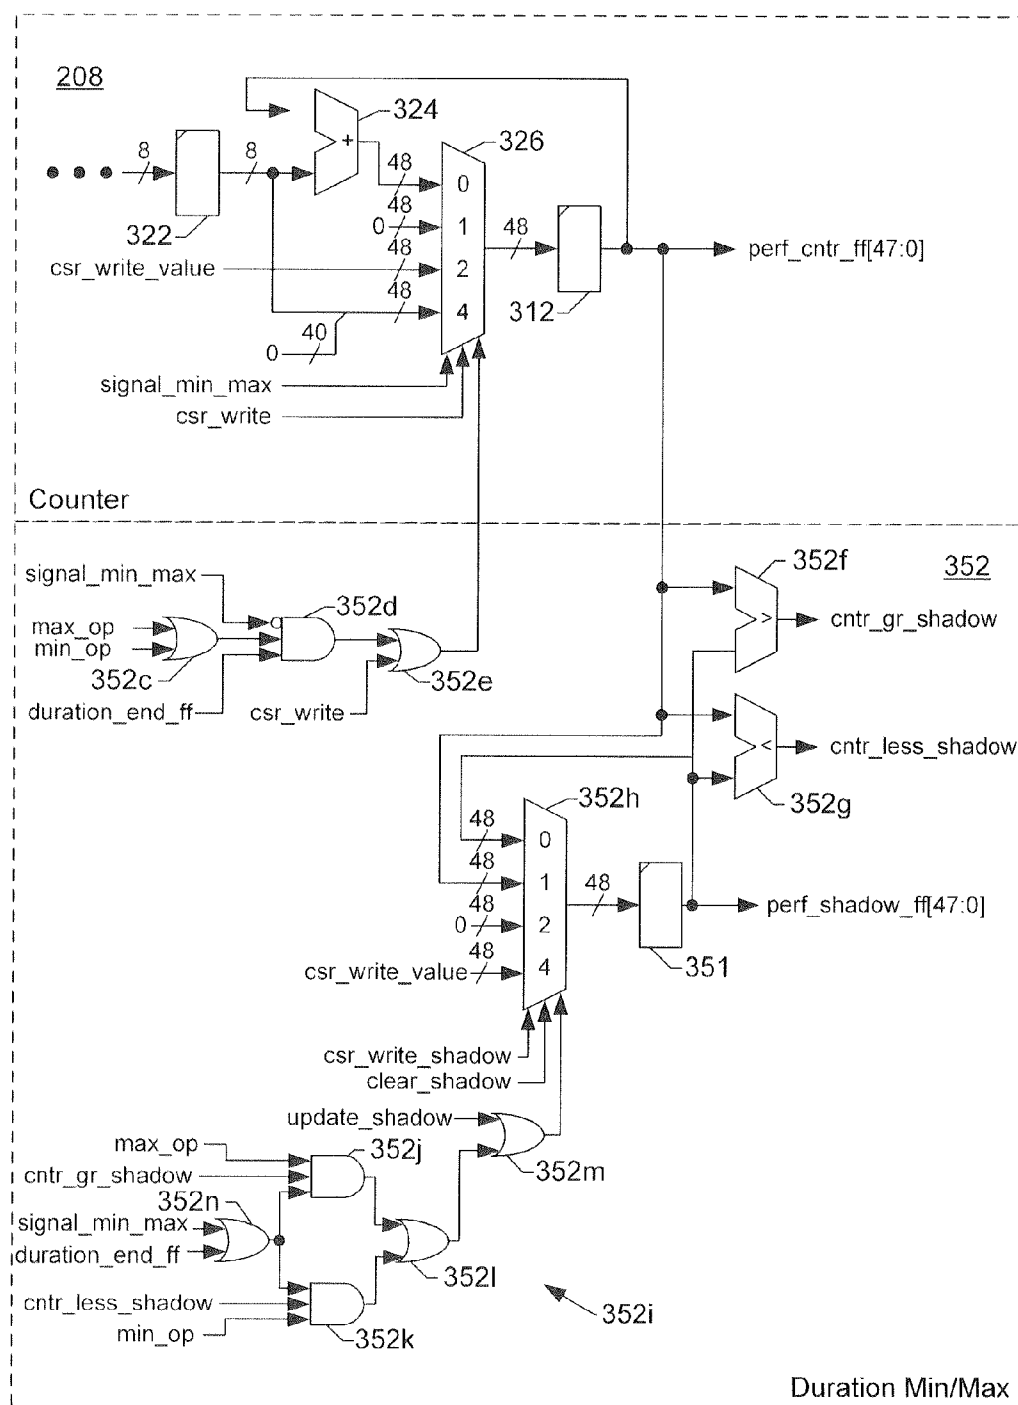 208
324
326
8
8
+
48
0
48
0
1
322
48
csr_write_value
48
2
48
4
40
0
312
perf_cntr_ff[47:0]
signal_min_max
csr_write
Counter
signal_min_max
352d
352f
352
max_op
min_op
352c
352e
>
cntr_gr_shadow
duration_end_ff
csr_write
<
cntr_less_shadow
352h
352g
48
0
48
1
48
0
2
48
csr_write_value
4
48
351
perf_shadow_ff[47:0]
csr_write_shadow
clear_shadow
update_shadow
max_op
352j
cntr_gr_shadow
352m
352n
signal_min_max
duration_end_ff
352l
cntr_less_shadow
352i
min_op
352k
Duration Min/Max